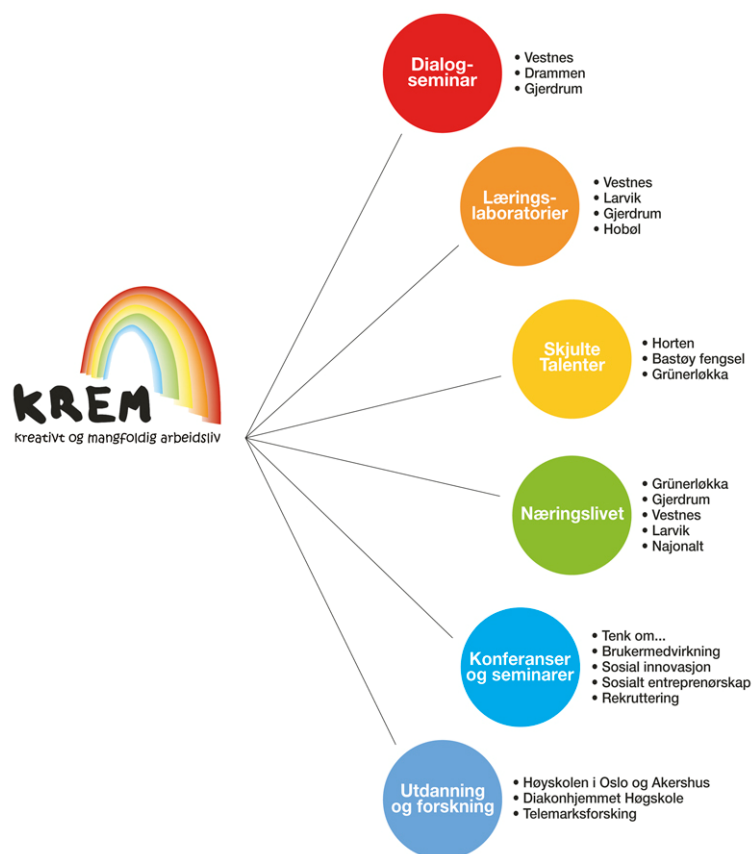 Dialog-
seminar
• Vestnes
• Drammen
• Gjerdrum
Lærings-
laboratorier
• Vestnes
• Larvik
• Gjerdrum
• Hobøl
KREM
kreativt og mangfoldig arbeidsliv
Skjulte
Talenter
• Horten
• Bastøy fengsel
• Grünerløkka
Næringslivet
• Grünerløkka
• Gjerdrum
• Vestnes
• Larvik
• Najonalt
Konferanser
og seminarer
• Tenk om...
• Brukermedvirkning
• Sosial innovasjon
• Sosialt entreprenørskap
• Rekruttering
Utdanning
og forskning
• Høyskolen i Oslo og Akershus
• Diakonhjemmet Høgskole
• Telemarksforsking